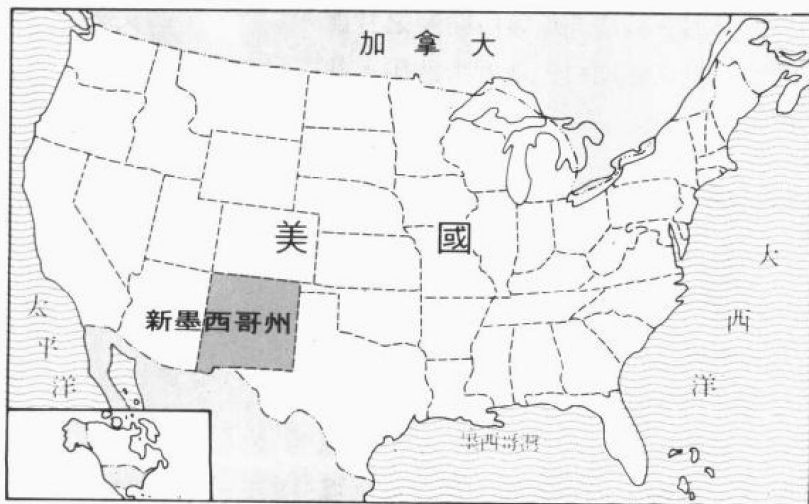 加拿大
美國
新墨西哥州
太平洋
大西洋
墨西哥灣